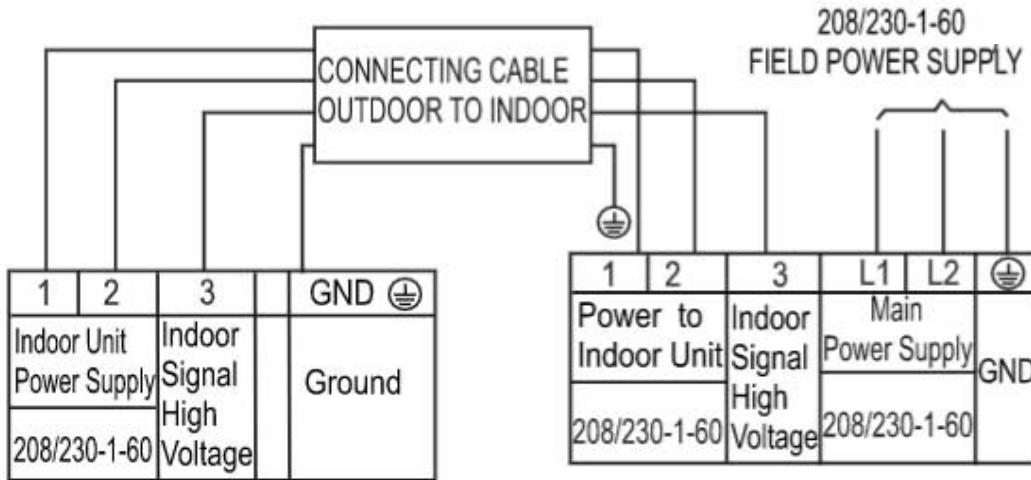 208/230-1-60
FIELD POWER SUPPLY
CONNECTING CABLE
OUTDOOR TO INDOOR
1 2 3 GND
Indoor Unit
Power Supply
208/230-1-60
Indoor
Signal
High
Voltage
Ground
1 2 3 L1 L2
Power to
Indoor Unit
208/230-1-60
Indoor
Signal
High
Voltage
Main
Power Supply
208/230-1-60
GND